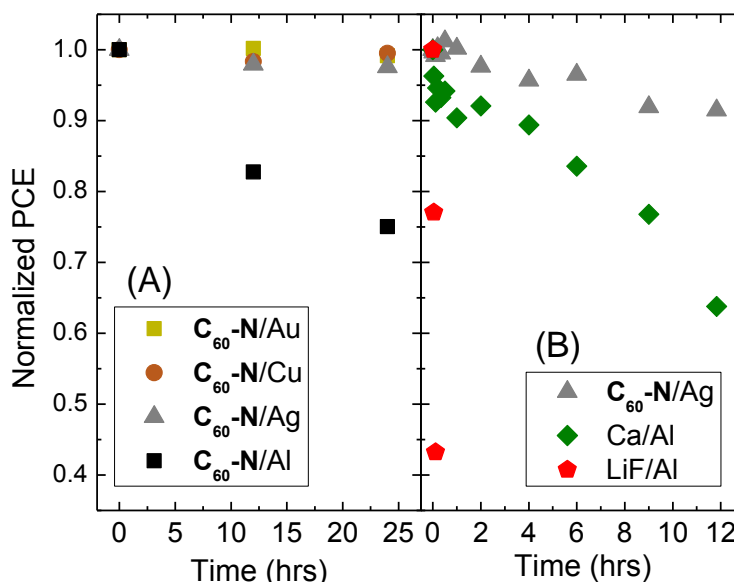 Normalized PCE
1.0
0.9
0.8
0.7
0.6
0.5
0.4
(A)
C60-N/Au
C60-N/Cu
C60-N/Ag
C60-N/Al
0 5 10 15 20 25
Time (hrs)
(B)
C60-N/Ag
Ca/Al
LiF/Al
0 2 4 6 8 10 12
Time (hrs)